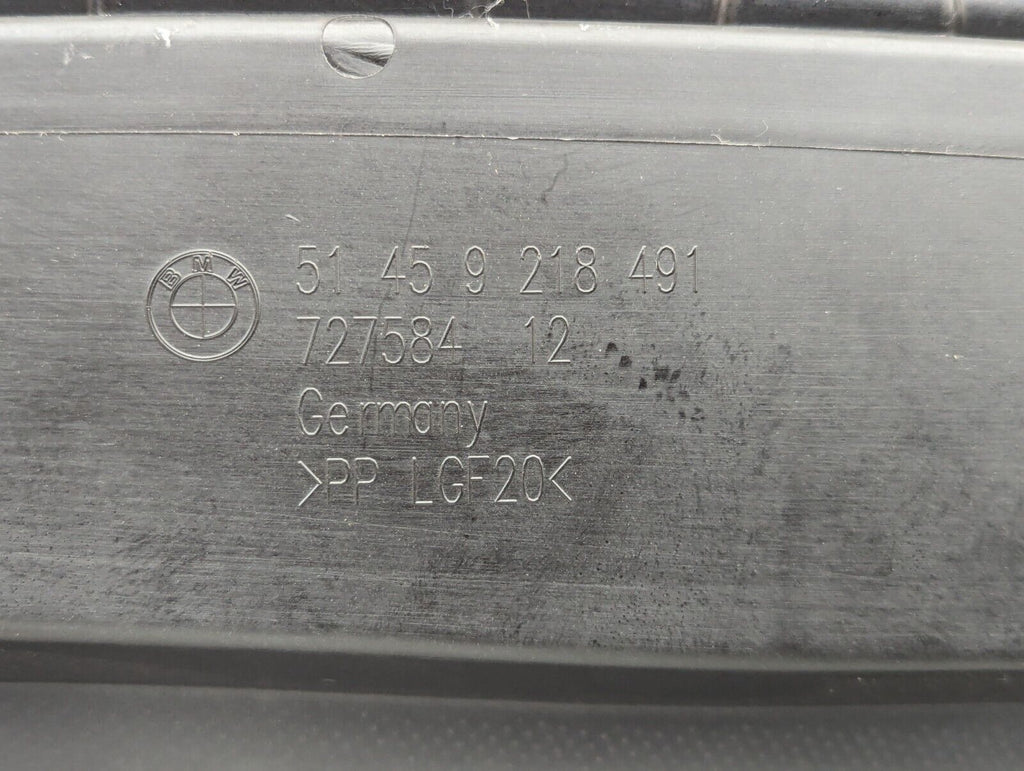 BMW
51 45 9 218 491
727584 12
Germany
>PP LGF20<